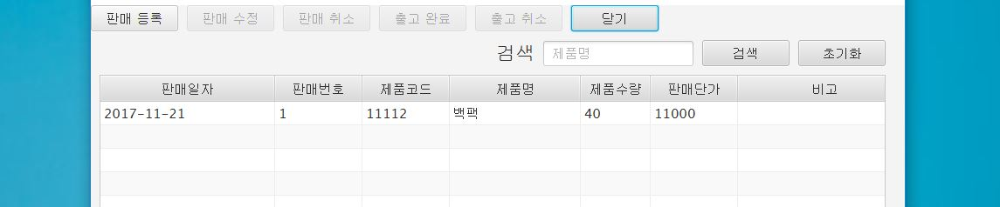 판매 등록 판매 수정 판매 취소 출고 완료 출고 취소 닫기
검색 제품명 검색 초기화
판매일자 판매번호 제품코드 제품명 제품수량 판매단가 비고
2017-11-21 1 11112 백팩 40 11000